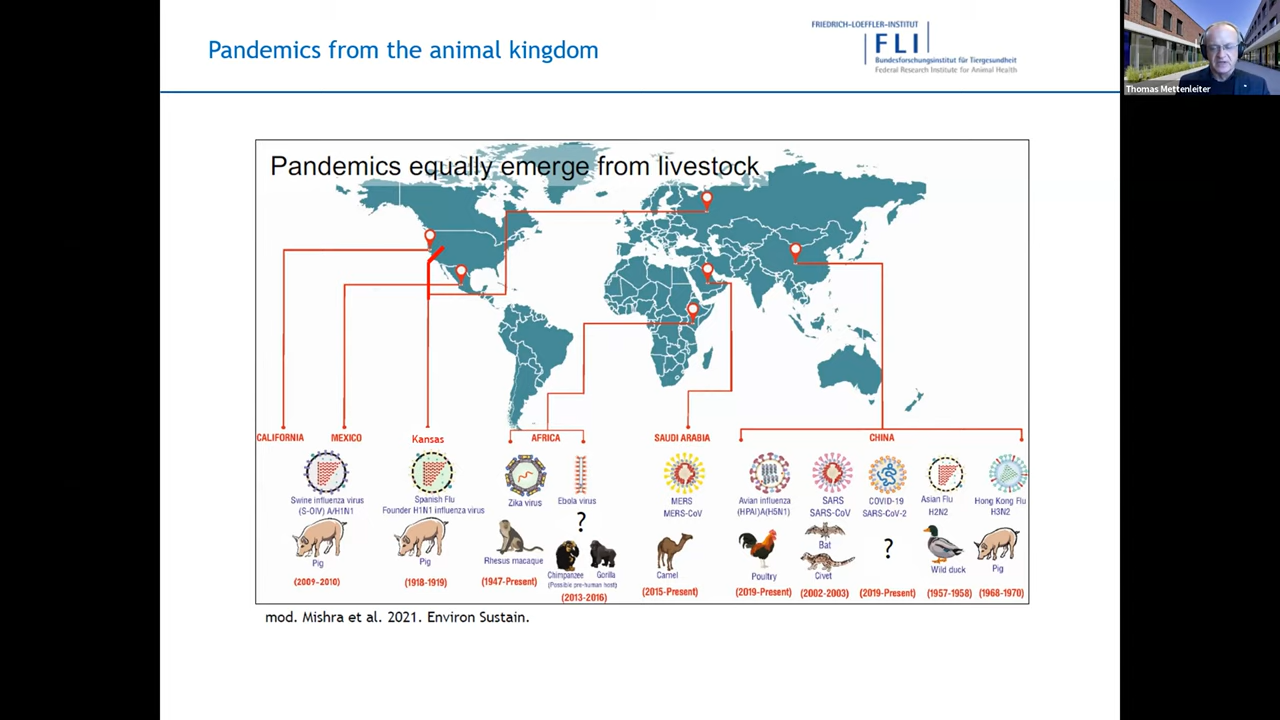 Pandemics from the animal kingdom
FRIEDRICH-LOEFFLER-INSTITUT
FLI
Bundesforschungsinstitut für Tiergesundheit
Federal Research Institute for Animal Health
Thomas Mettenleiter
Pandemics equally emerge from livestock
CALIFORNIA
MEXICO
Kansas
AFRICA
SAUDI ARABIA
CHINA
Swine influenza virus
(S-OIV) A/H1N1
Pig
(2009-2010)
Spanish Flu
Founder H1N1 influenza virus
Pig
(1918-1919)
Zika virus
Rhesus macaque
(1947-Present)
Ebola virus
?
Chimpanzee
Gorilla
(Possible pre-human host)
(2013-2016)
MERS
MERS-CoV
Camel
(2015-Present)
Avian influenza
(HPAI)A(H5N1)
Poultry
(2019-Present)
SARS
SARS-CoV
Bat
Civet
(2002-2003)
COVID-19
SARS-CoV-2
?
(2019-Present)
Asian Flu
H2N2
Wild duck
(1957-1958)
Hong Kong Flu
H3N2
Pig
(1968-1970)
mod. Mishra et al. 2021. Environ Sustain.